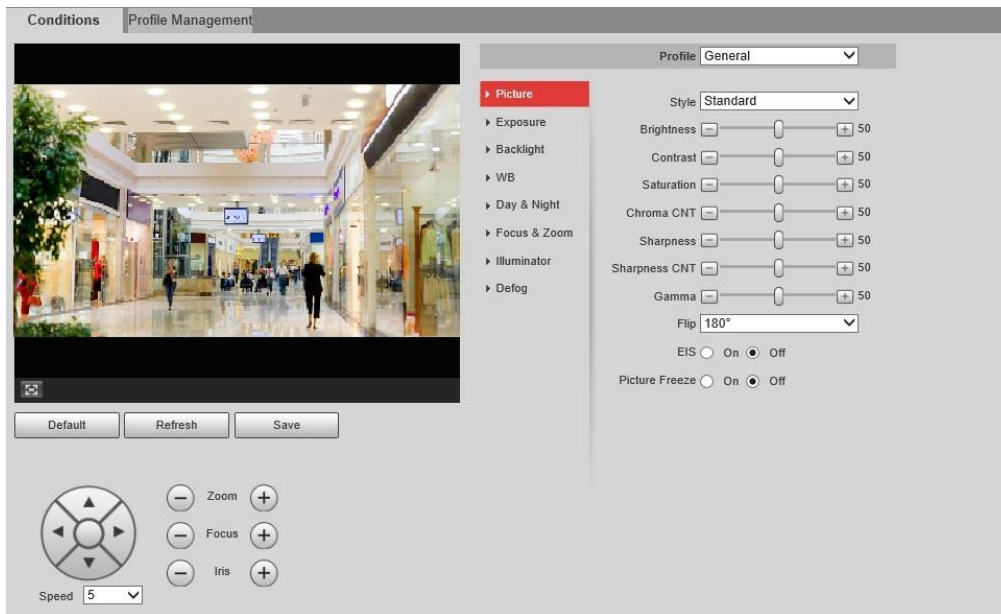 Conditions
Profile Management
Profile General
Picture
Exposure
Backlight
WB
Day & Night
Focus & Zoom
Illuminator
Defog
Style Standard
Brightness 50
Contrast 50
Saturation 50
Chroma CNT 50
Sharpness 50
Sharpness CNT 50
Gamma 50
Flip 180°
EIS On Off
Picture Freeze On Off
Default
Refresh
Save
Zoom
Focus
Iris
Speed 5